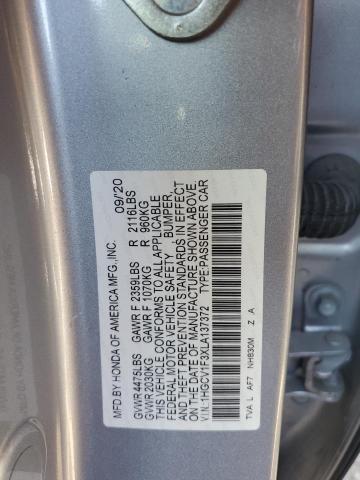 MFD. BY HONDA OF AMERICA MFG.,INC. 09/20
GVWR 4475LBS GAWR F 2359LBS R 2116LBS
GVWR 2030KG GAWR F 1070KG R 960KG
THIS VEHICLE CONFORMS TO ALL APPLICABLE
FEDERAL MOTOR VEHICLE SAFETY, BUMPER,
AND THEFT PREVENTION STANDARDS IN EFFECT
ON THE DATE OF MANUFACTURE SHOWN ABOVE.
V.I.N.:1HGCV1F3XLA137372 TYPE:PASSENGER CAR
TVA L AF7 NH830M Z A